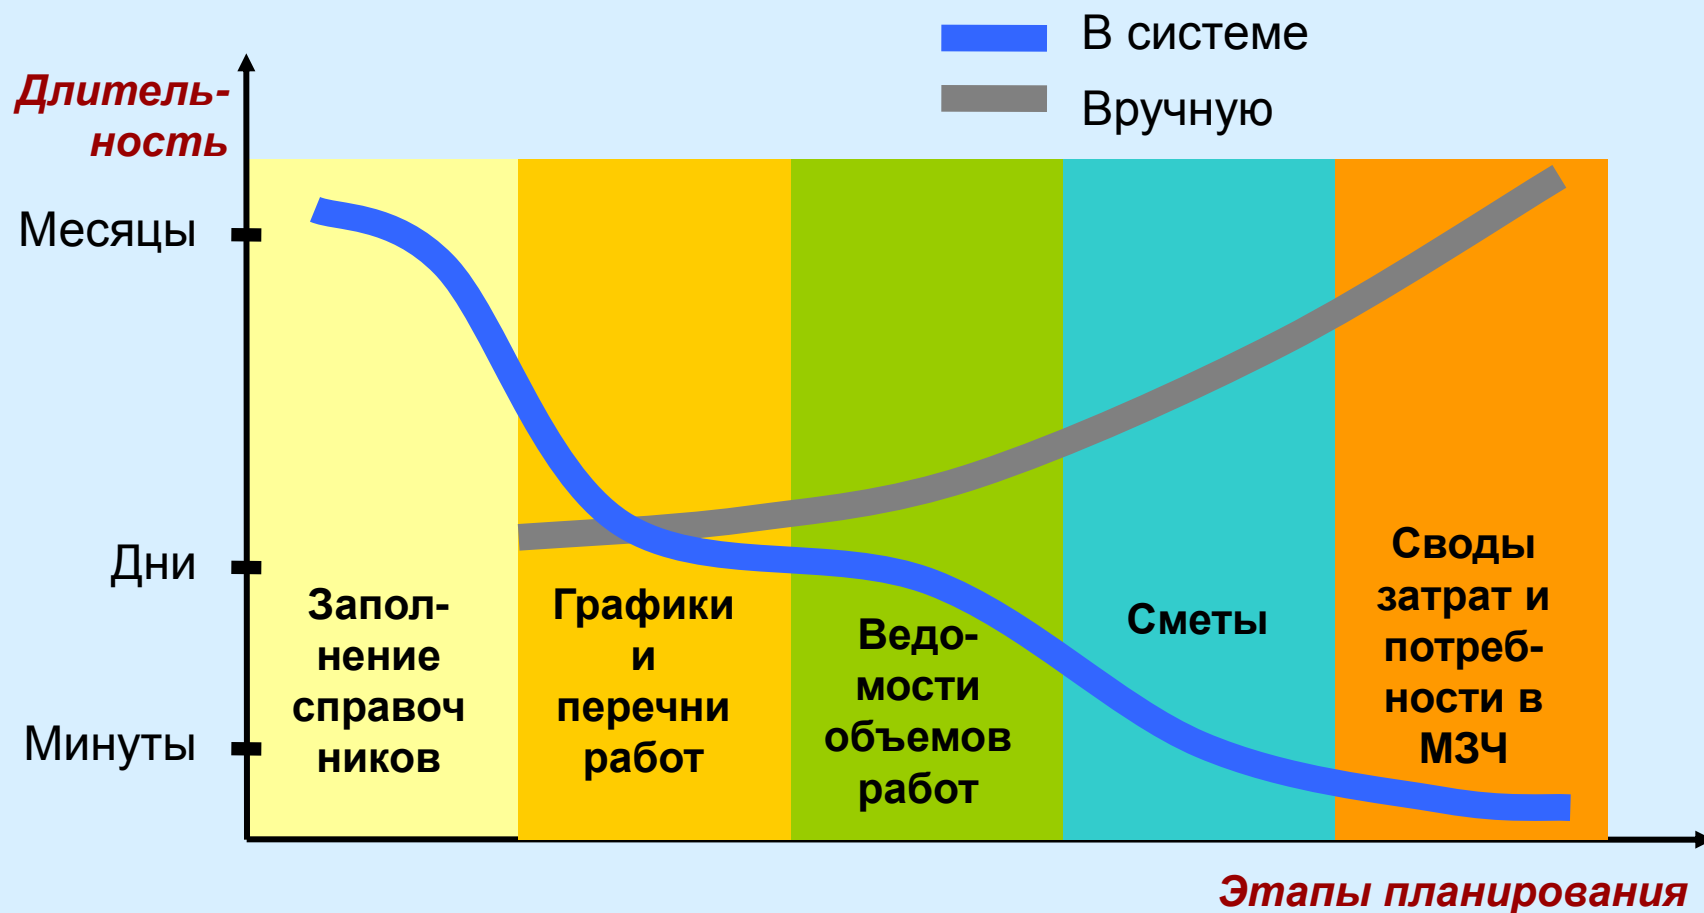 В системе
Вручную
Длитель-
ность
Месяцы
Дни
Минуты
Запол-
нение
справоч
ников
Графики
и
перечни
работ
Ведо-
мости
объемов
работ
Сметы
Своды
затрат и
потреб-
ности в
МЗЧ
Этапы планирования